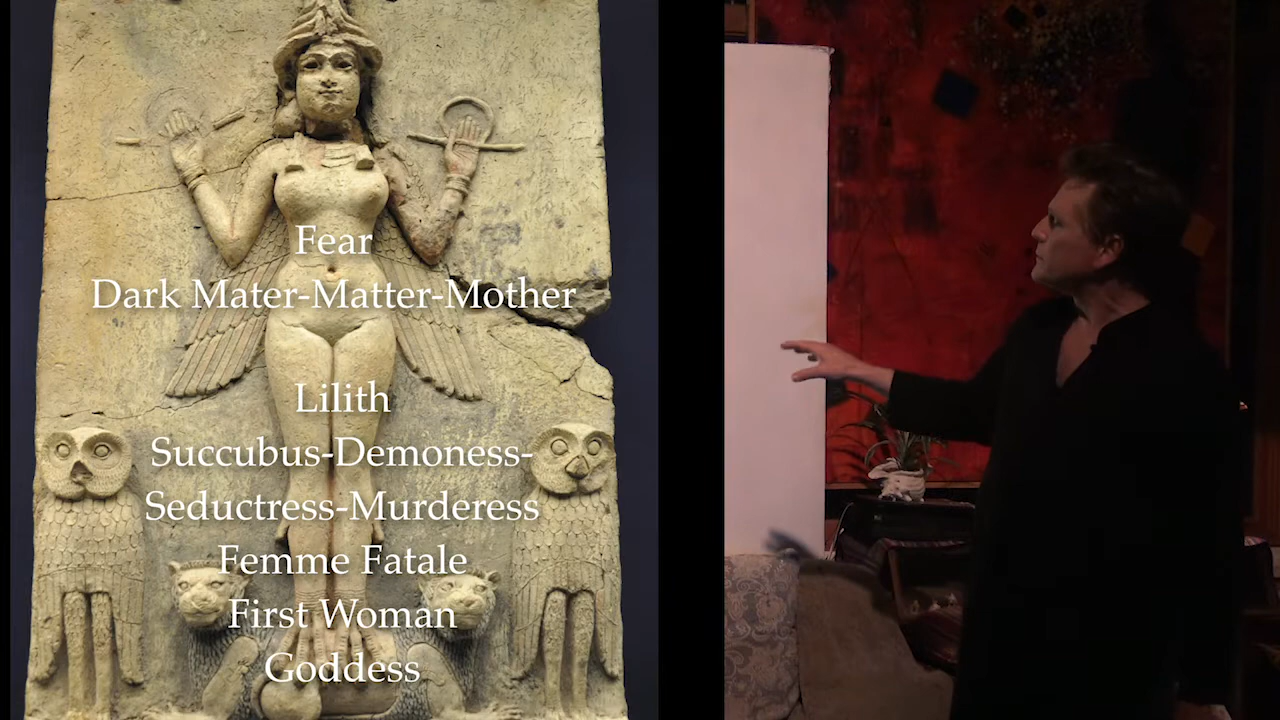 Fear
Dark Mater-Matter-Mother
Lilith
Succubus-Demoness-
Seductress-Murderess
Femme Fatale
First Woman
Goddess